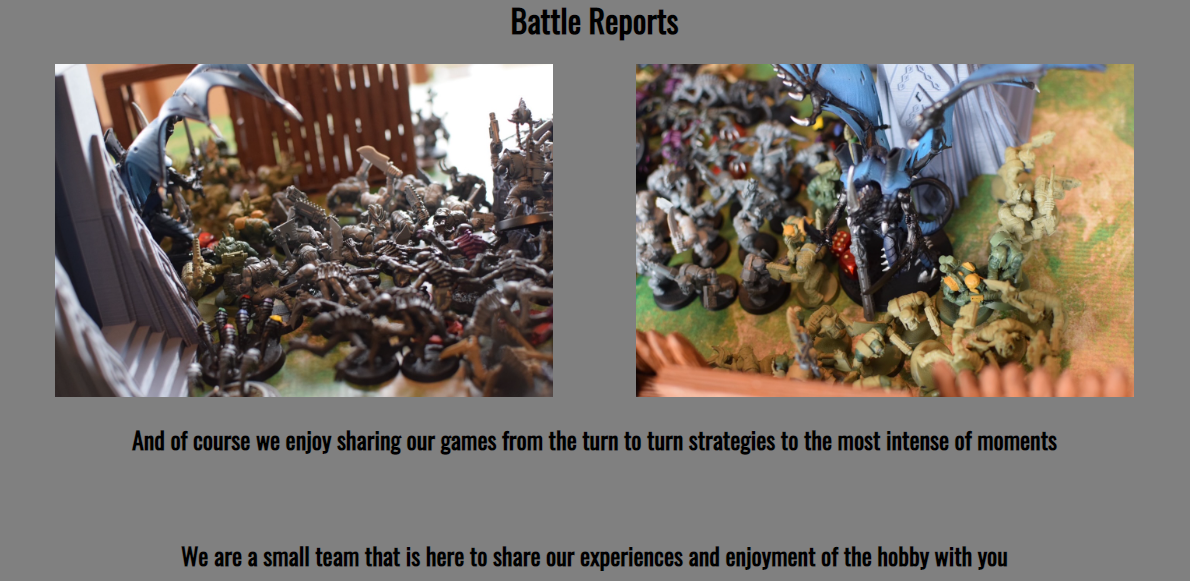 Battle Reports
And of course we enjoy sharing our games from the turn to turn strategies to the most intense of moments
We are a small team that is here to share our experiences and enjoyment of the hobby with you